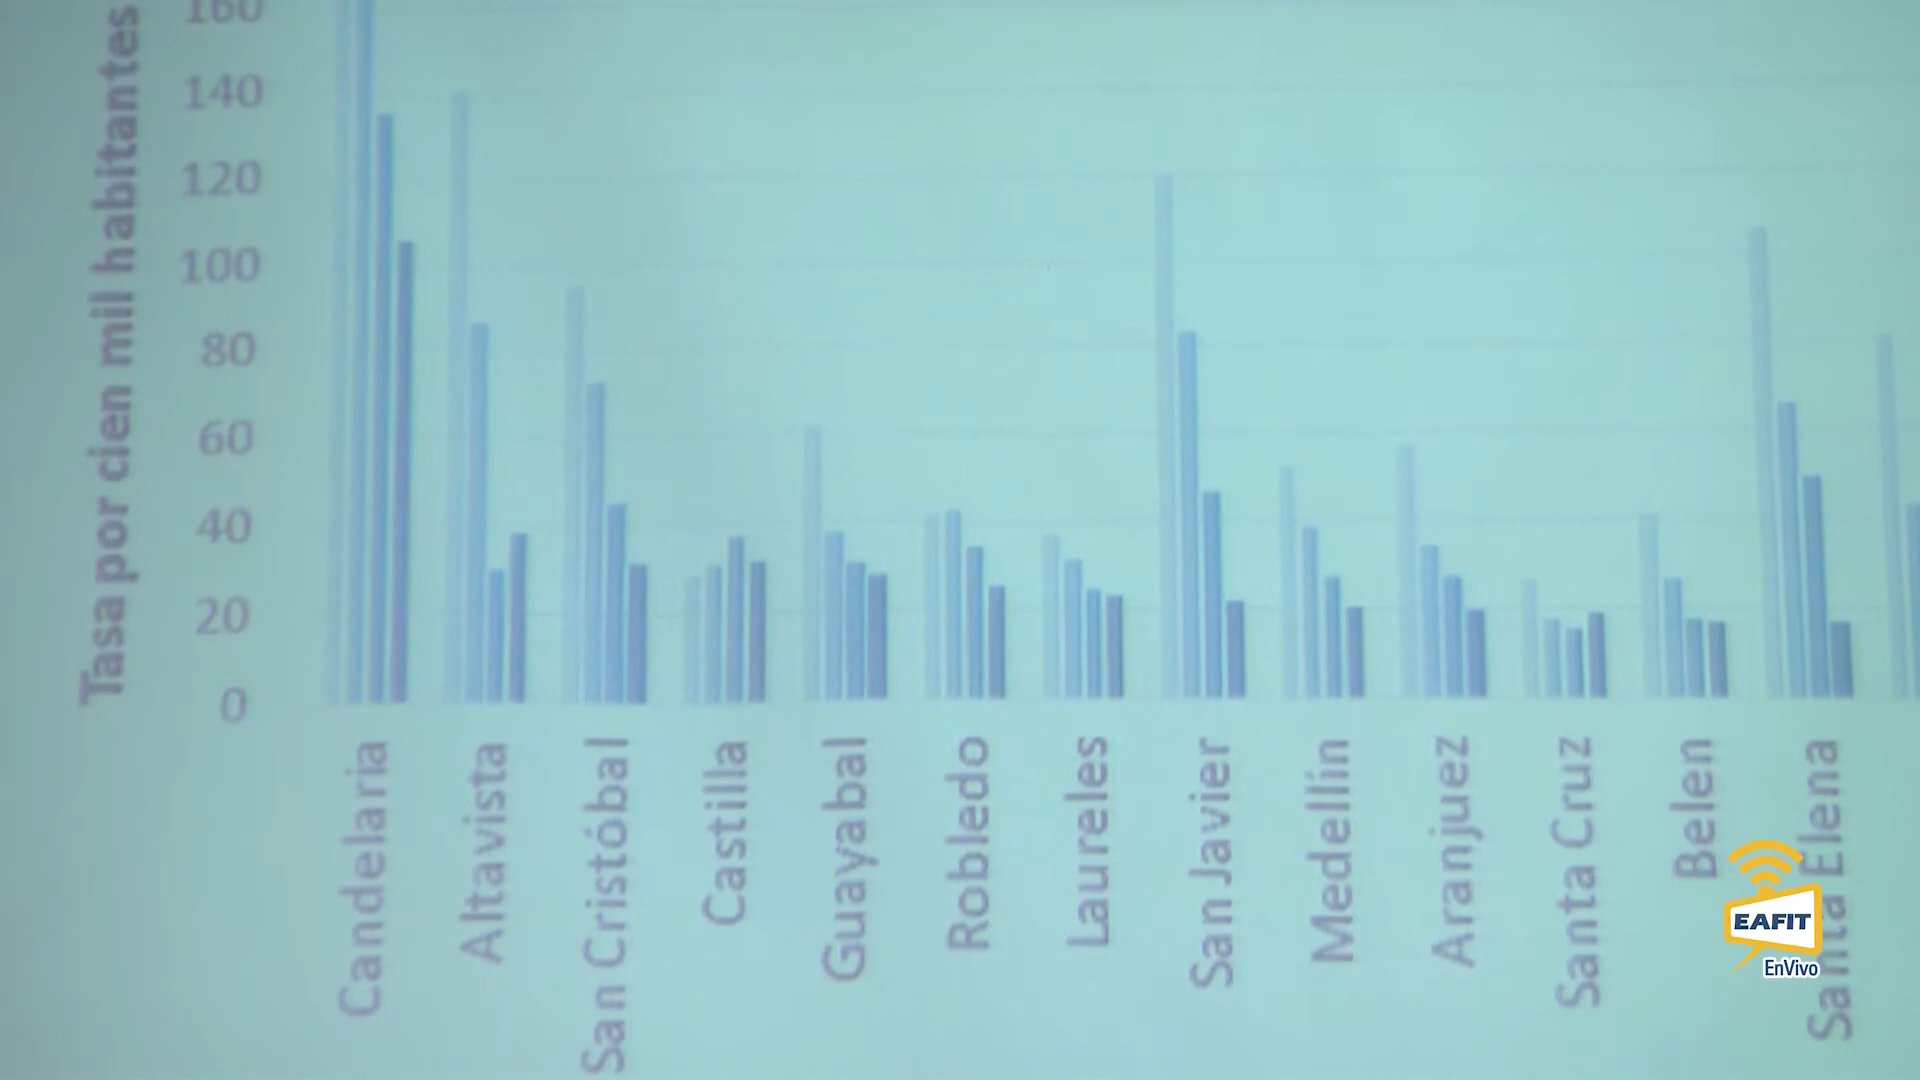 Tasa por cien mil habitantes
160
140
120
100
80
60
40
20
0
Candelaria
Altavista
San Cristóbal
Castilla
Guayabal
Robledo
Laureles
San Javier
Medellín
Aranjuez
Santa Cruz
Belen
Santa Elena
EAFIT
EnVivo